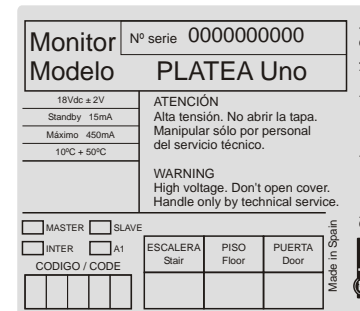 Monitor Nº serie 0000000000
Modelo PLATEA Uno
18Vdc ± 2V
Standby 15mA
Máximo 450mA
10ºC + 50ºC
ATENCIÓN
Alta tensión. No abrir la tapa.
Manipular sólo por personal
del servicio técnico.
WARNING
High voltage. Don't open cover.
Handle only by technical service.
MASTER SLAVE
INTER A1
CODIGO / CODE
ESCALERA PISO PUERTA
Stair Floor Door
Made in Spain